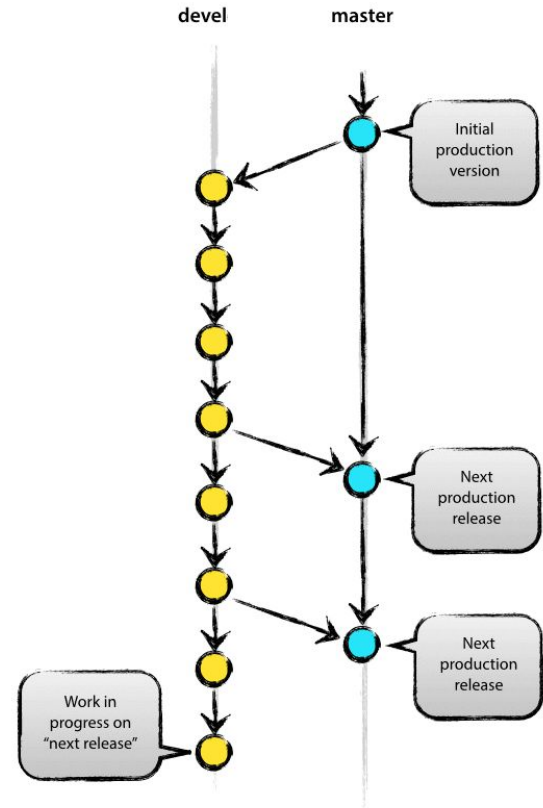 devel
master
Initial
production
version
Next
production
release
Next
production
release
Work in
progress on
“next release”